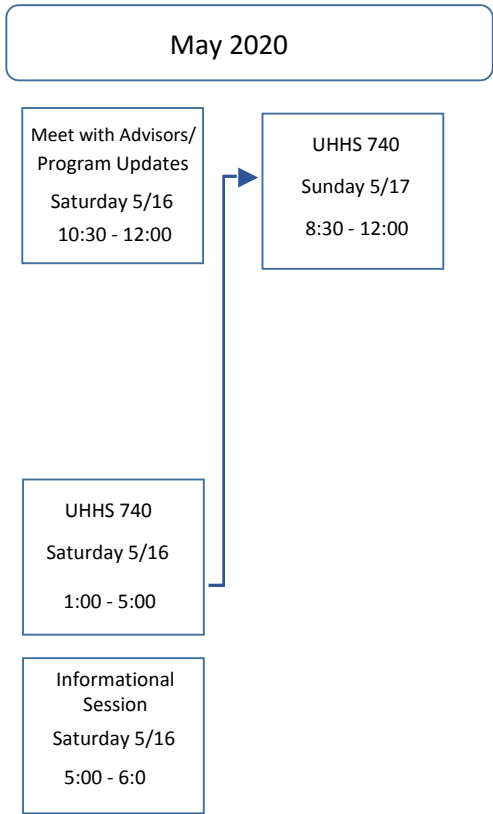 May 2020
Meet with Advisors/
Program Updates
Saturday 5/16
10:30 - 12:00
UHHS 740
Sunday 5/17
8:30 - 12:00
UHHS 740
Saturday 5/16
1:00 - 5:00
Informational
Session
Saturday 5/16
5:00 - 6:0